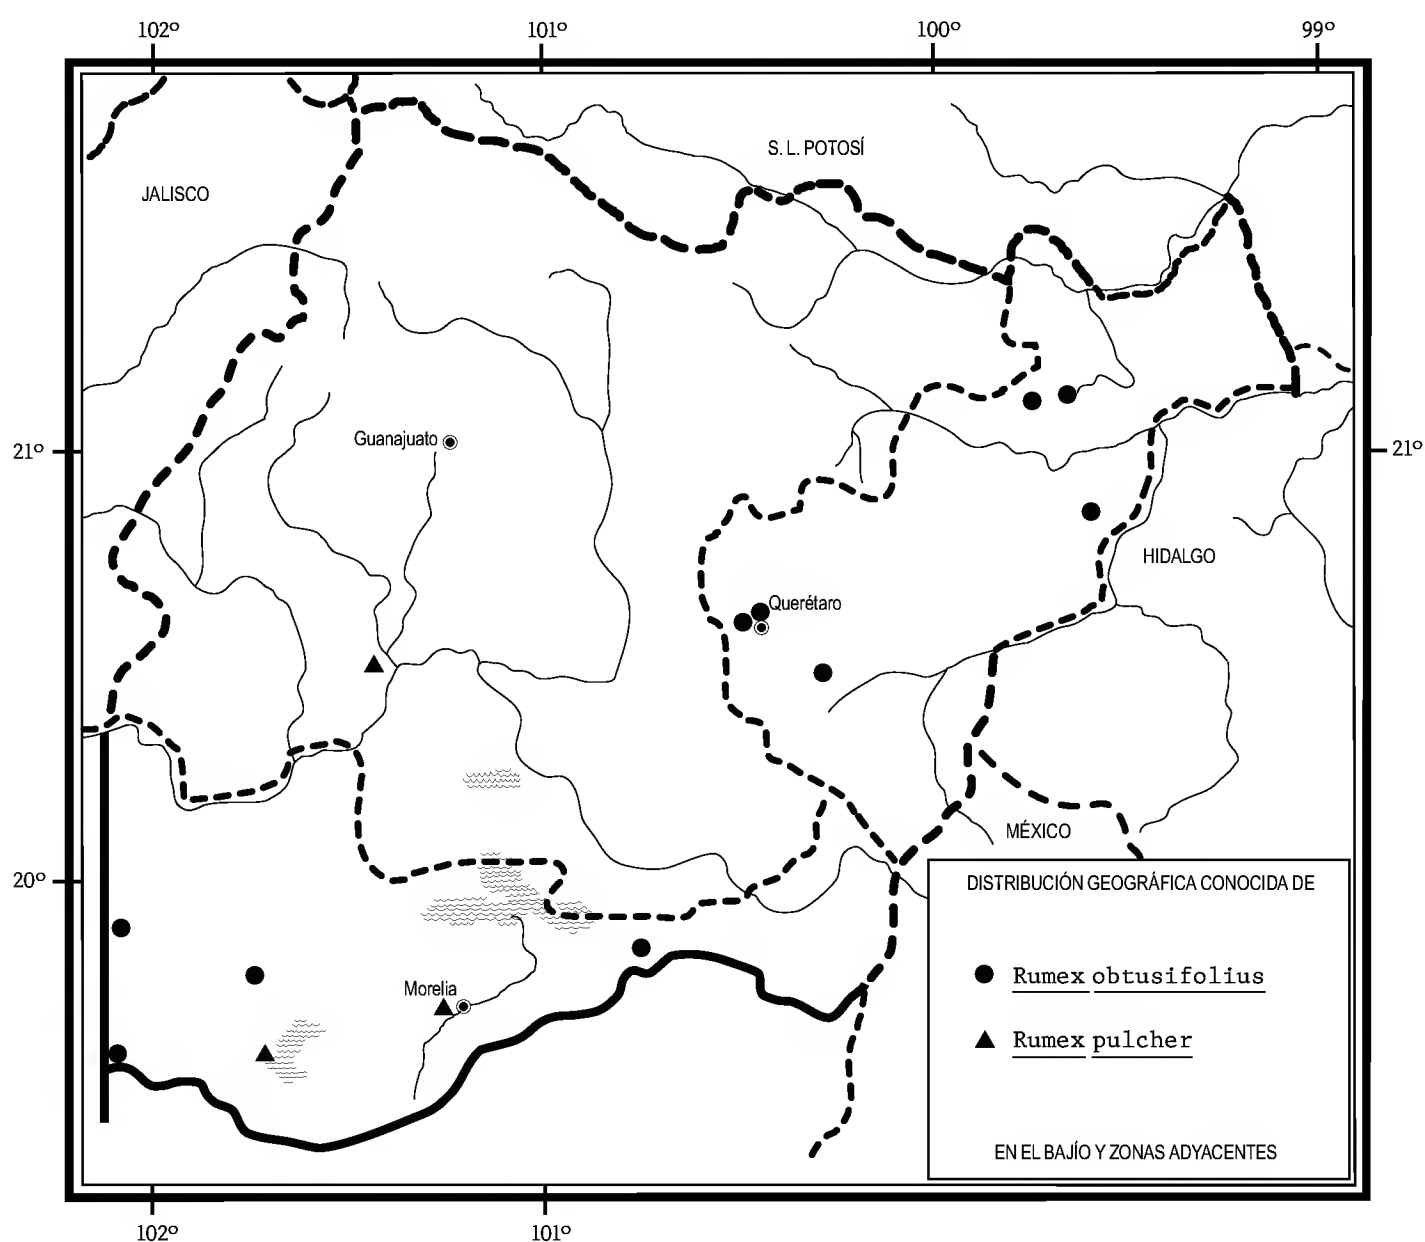 102º 101º 100º 99º
S. L. POTOSÍ
JALISCO
Guanajuato
21º 21º
HIDALGO
Querétaro
MÉXICO
20º
DISTRIBUCIÓN GEOGRÁFICA CONOCIDA DE
Rumex obtusifolius
Morelia
Rumex pulcher
EN EL BAJÍO Y ZONAS ADYACENTES
102º 101º